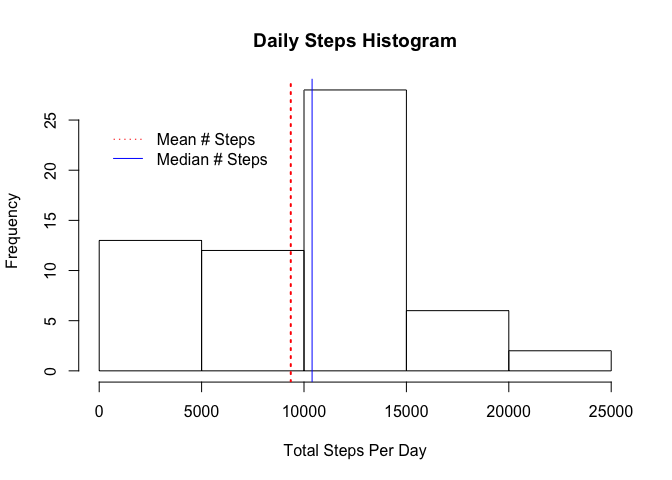 Daily Steps Histogram
Mean # Steps
Median # Steps
Frequency
0
5
10
15
20
25
0 5000 10000 15000 20000 25000
Total Steps Per Day